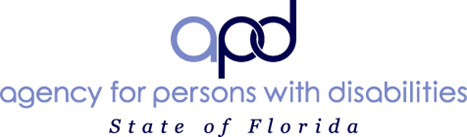 apd
agency for persons with disabilities
State of Florida